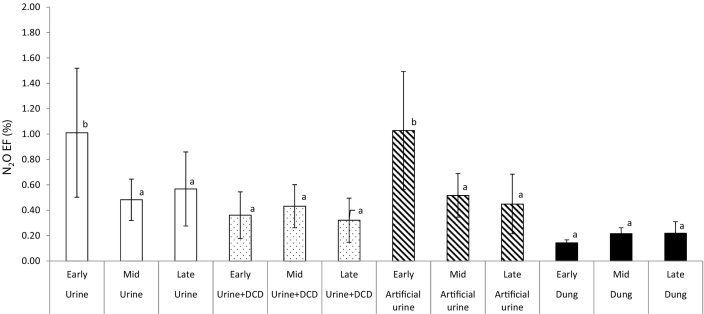 2.00
1.80
1.60
1.40
1.20
1.00
0.80
0.60
0.40
0.20
0.00
N₂O EF (%)
b a a a a a b a a a a a
Early Mid Late Early Mid Late Early Mid Late Early Mid Late
Urine Urine Urine Urine+DCD Urine+DCD Urine+DCD Artificial Artificial Artificial Dung Dung Dung
urine urine urine